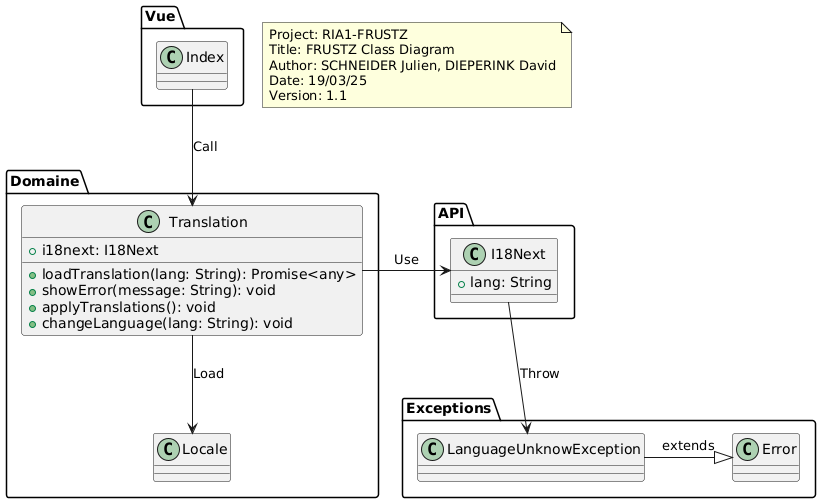 Vue
C Index
Project: RIA1-FRUSTZ
Title: FRUSTZ Class Diagram
Author: SCHNEIDER Julien, DIEPERINK David
Date: 19/03/25
Version: 1.1
Call
Domaine
C Translation
i18next: I18Next
loadTranslation(lang: String): Promise<any>
showError(message: String): void
applyTranslations(): void
changeLanguage(lang: String): void
Use
API
C I18Next
lang: String
Load
Throw
C Locale
Exceptions
C LanguageUnknowException
extends
C Error